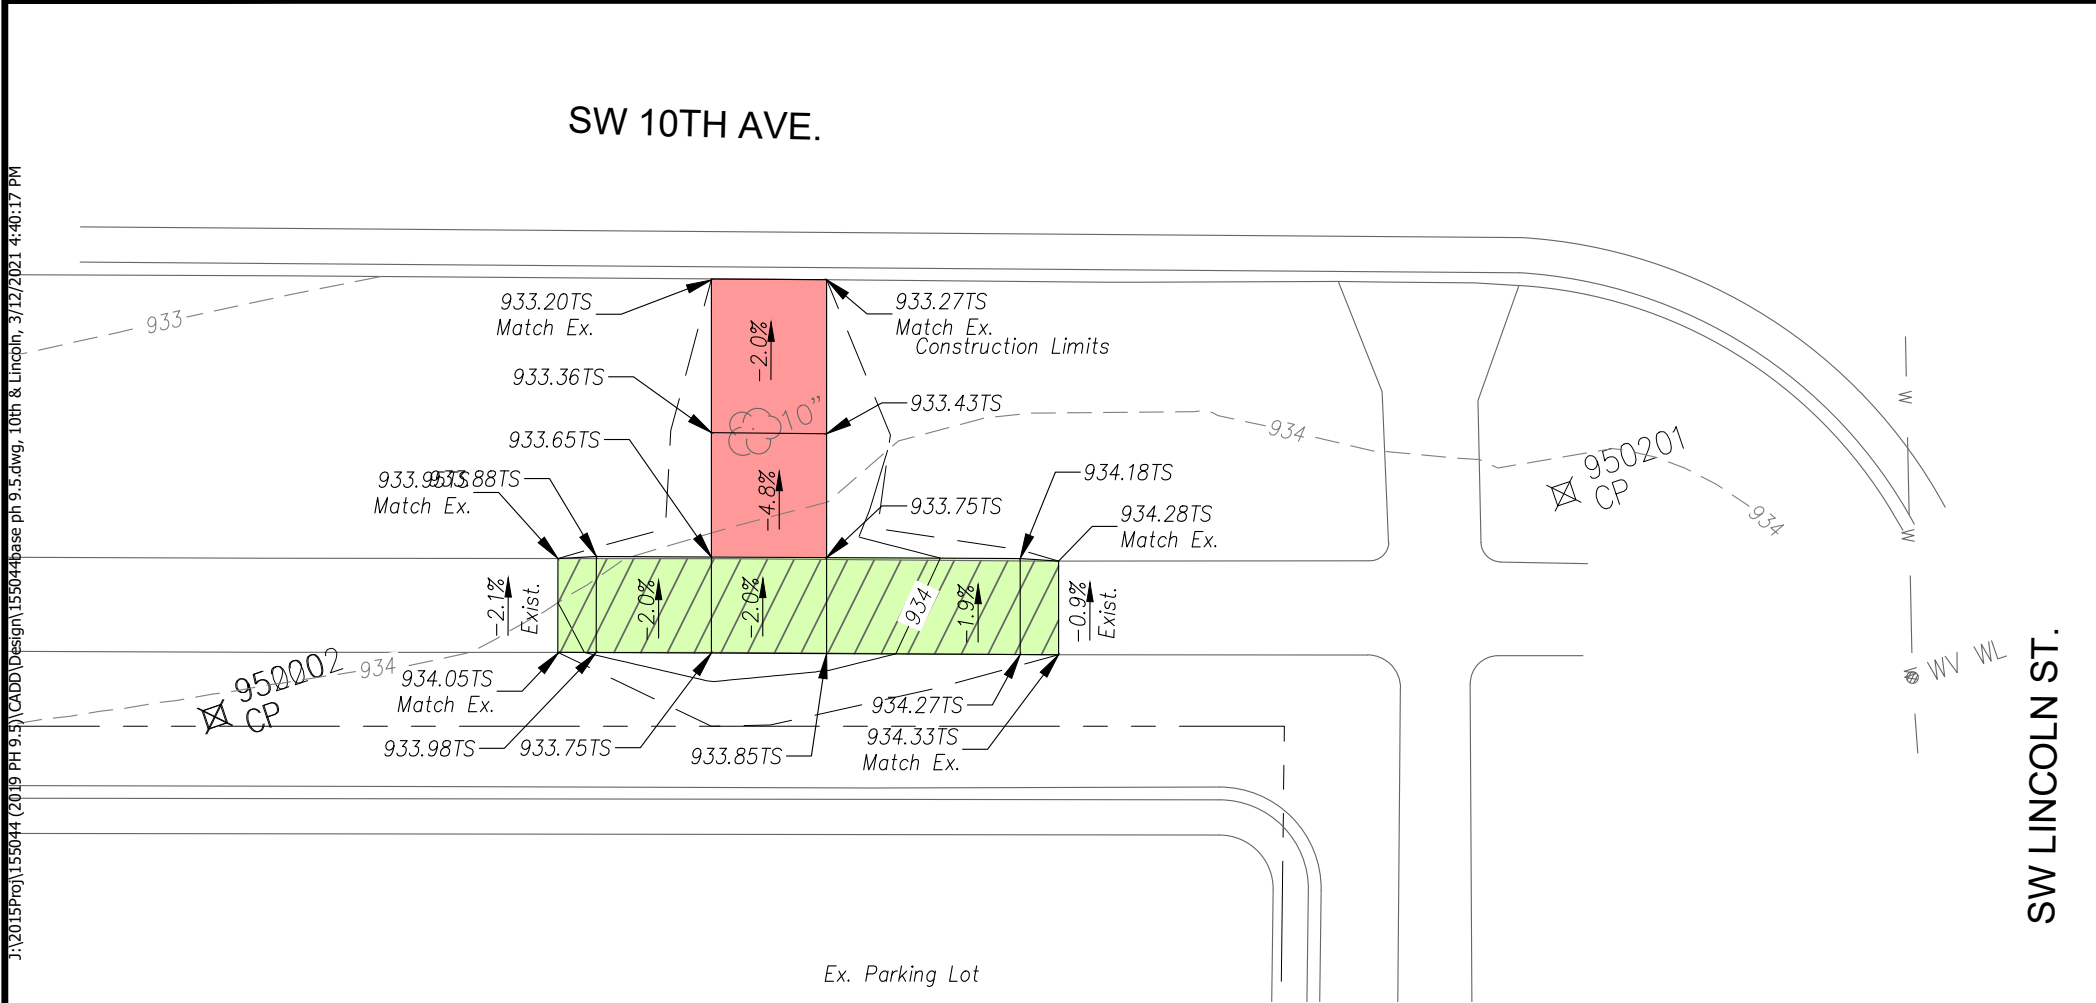 SW 10TH AVE.
J:\2015Proj\155044 (2019 PH 9.5)\CADD\Design\155044base ph 9.5.dwg, 10th & Lincoln, 3/12/2021 4:40:17 PM
933
933.20TS
Match Ex.
-2.0%
933.27TS
Match Ex.
Construction Limits
933.36TS
10"
933.43TS
934
933.65TS
933.95TS
Match Ex.
933.88TS
-4.8%
933.75TS
934.18TS
934.28TS
Match Ex.
950201
CP
934
W
W
-2.1%
Exist.
-2.0%
-2.0%
934
-1.9%
-0.9%
Exist.
950002
CP
934
934.05TS
Match Ex.
933.98TS
933.75TS
933.85TS
934.27TS
934.33TS
Match Ex.
W
WV WL
SW LINCOLN ST.
Ex. Parking Lot